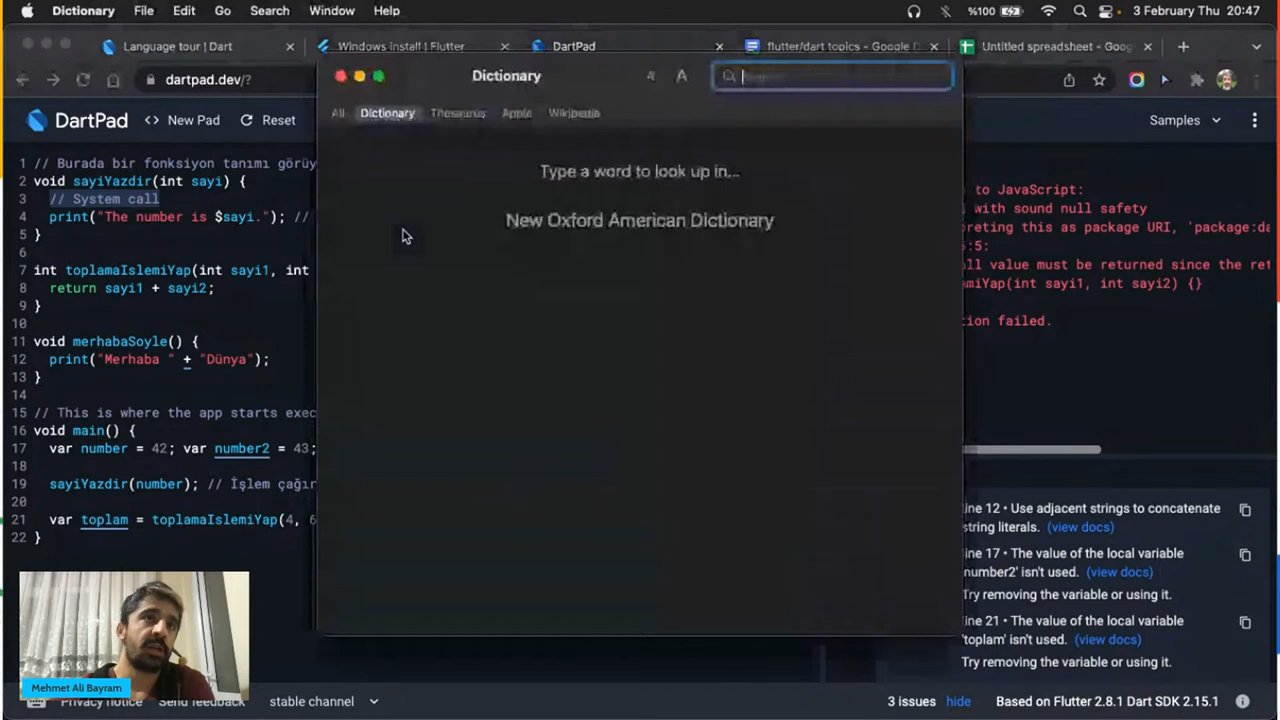 Dictionary File Edit Go Search Window Help %100 3 February Thu 20:47
Language tour | Dart Windows install | Flutter DartPad flutter/dart topics - Google D Untitled spreadsheet - Goog
dartpad.dev/?
Dictionary
All Dictionary Thesaurus Apple Wikipedia
Type a word to look up in...
New Oxford American Dictionary
DartPad <> New Pad Reset Samples
1 // Burada bir fonksiyon tanımı görüy
2 void sayiYazdir(int sayi) {
3 // System call
4 print("The number is $sayi."); //
5 }
6
7 int toplamaIslemiYap(int sayi1, int
8 return sayi1 + sayi2;
9 }
10
11 void merhabaSoyle() {
12 print("Merhaba " + "Dünya");
13 }
14
15 // This is where the app starts exec
16 void main() {
17 var number = 42; var number2 = 43;
18
19 sayiYazdir(number); // İşlem çağır
20
21 var toplam = toplamaIslemiYap(4, 6
22 }
to JavaScript:
with sound null safety
preting this as package URI, 'package:da
5:5:
all value must be returned since the ret
miYap(int sayi1, int sayi2) {}
tion failed.
line 12 • Use adjacent strings to concatenate
string literals. (view docs)
line 17 • The value of the local variable
'number2' isn't used. (view docs)
Try removing the variable or using it.
line 21 • The value of the local variable
'toplam' isn't used. (view docs)
Try removing the variable or using it.
Mehmet Ali Bayram
Privacy notice Send feedback stable channel 3 issues hide Based on Flutter 2.8.1 Dart SDK 2.15.1